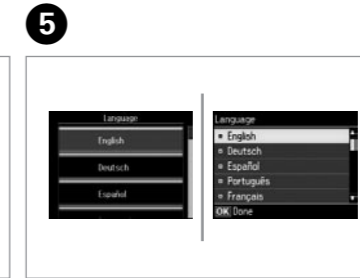 5
Language
English
Deutsch
Español
Language
English
Deutsch
Español
Português
Français
OK Done